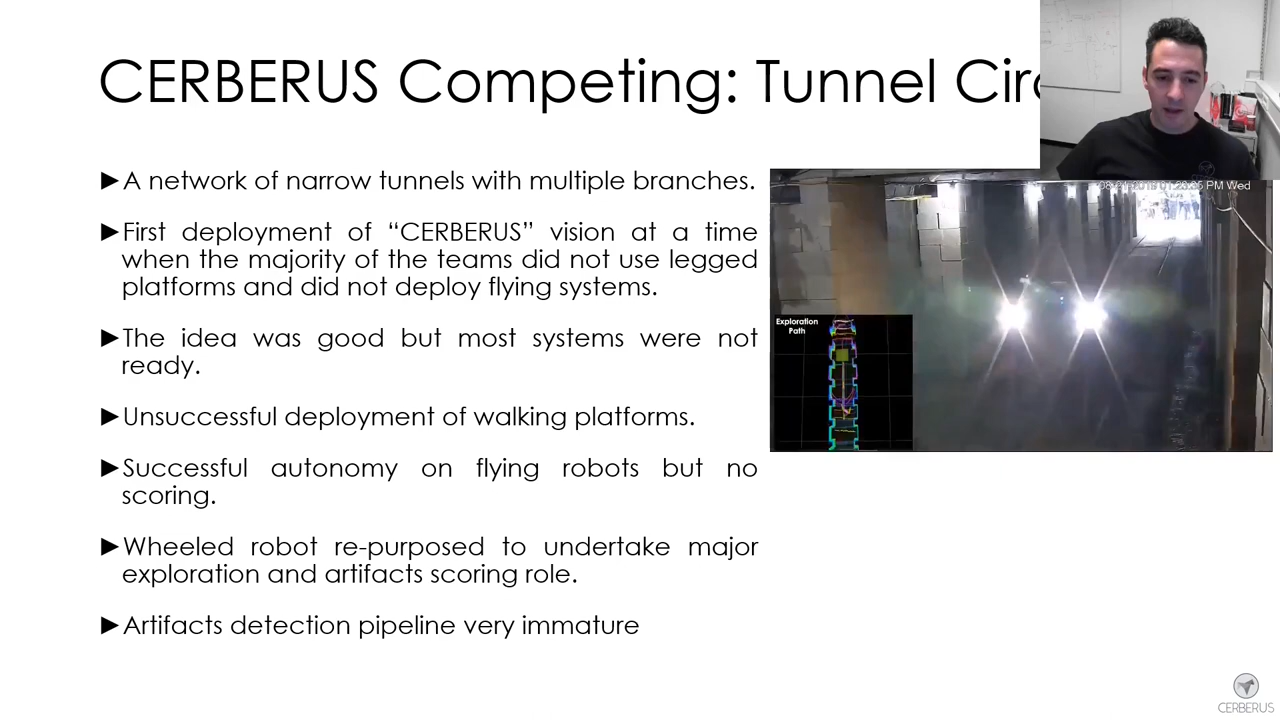 CERBERUS Competing: Tunnel
►A network of narrow tunnels with multiple branches.
►First deployment of “CERBERUS” vision at a time
when the majority of the teams did not use legged
platforms and did not deploy flying systems.
►The idea was good but most systems were not
ready.
►Unsuccessful deployment of walking platforms.
►Successful autonomy on flying robots but no
scoring.
►Wheeled robot re-purposed to undertake major
exploration and artifacts scoring role.
►Artifacts detection pipeline very immature
PM Wed
Exploration
Path
CERBERUS